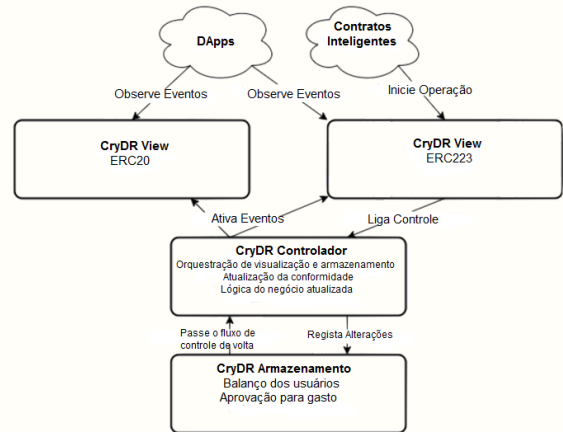 DApps
Contratos
Inteligentes
Observe Eventos
Observe Eventos
Inicie Operação
CryDR View
ERC20
CryDR View
ERC223
Ativa Eventos
Liga Controle
CryDR Controlador
Orquestração de visualização e armazenamento
Atualização da conformidade
Lógica do negócio atualizada
Passe o fluxo de
controle de volta
Regista Alterações
CryDR Armazenamento
Balanço dos usuários
Aprovação para gasto